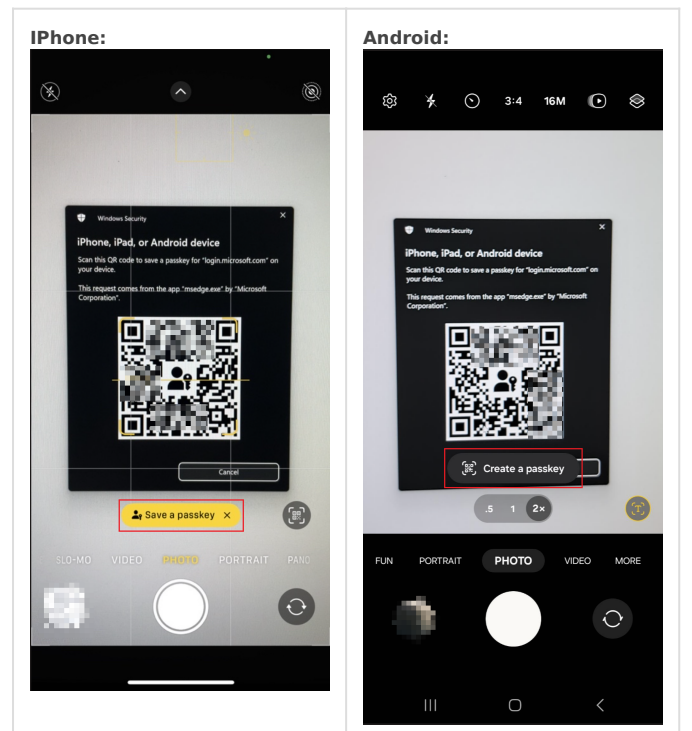 IPhone:
Windows Security
iPhone, iPad, or Android device
Scan this QR code to save a passkey for "login.microsoft.com" on
your device.
This request comes from the app "msedge.exe" by "Microsoft
Corporation".
Cancel
Save a passkey ×
SLO-MO VIDEO PHOTO PORTRAIT PANO
Android:
3:4 16M
Windows Security
iPhone, iPad, or Android device
Scan this QR code to save a passkey for "login.microsoft.com" on
your device.
This request comes from the app "msedge.exe" by "Microsoft
Corporation".
Create a passkey
.5 1 2×
T
FUN PORTRAIT PHOTO VIDEO MORE